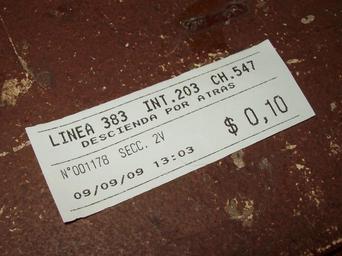 LINEA 383 INT.203 CH.547
DESCIENDA POR ATRAS
N°001178 SECC. 2V $ 0,10
09/09/09 13:03